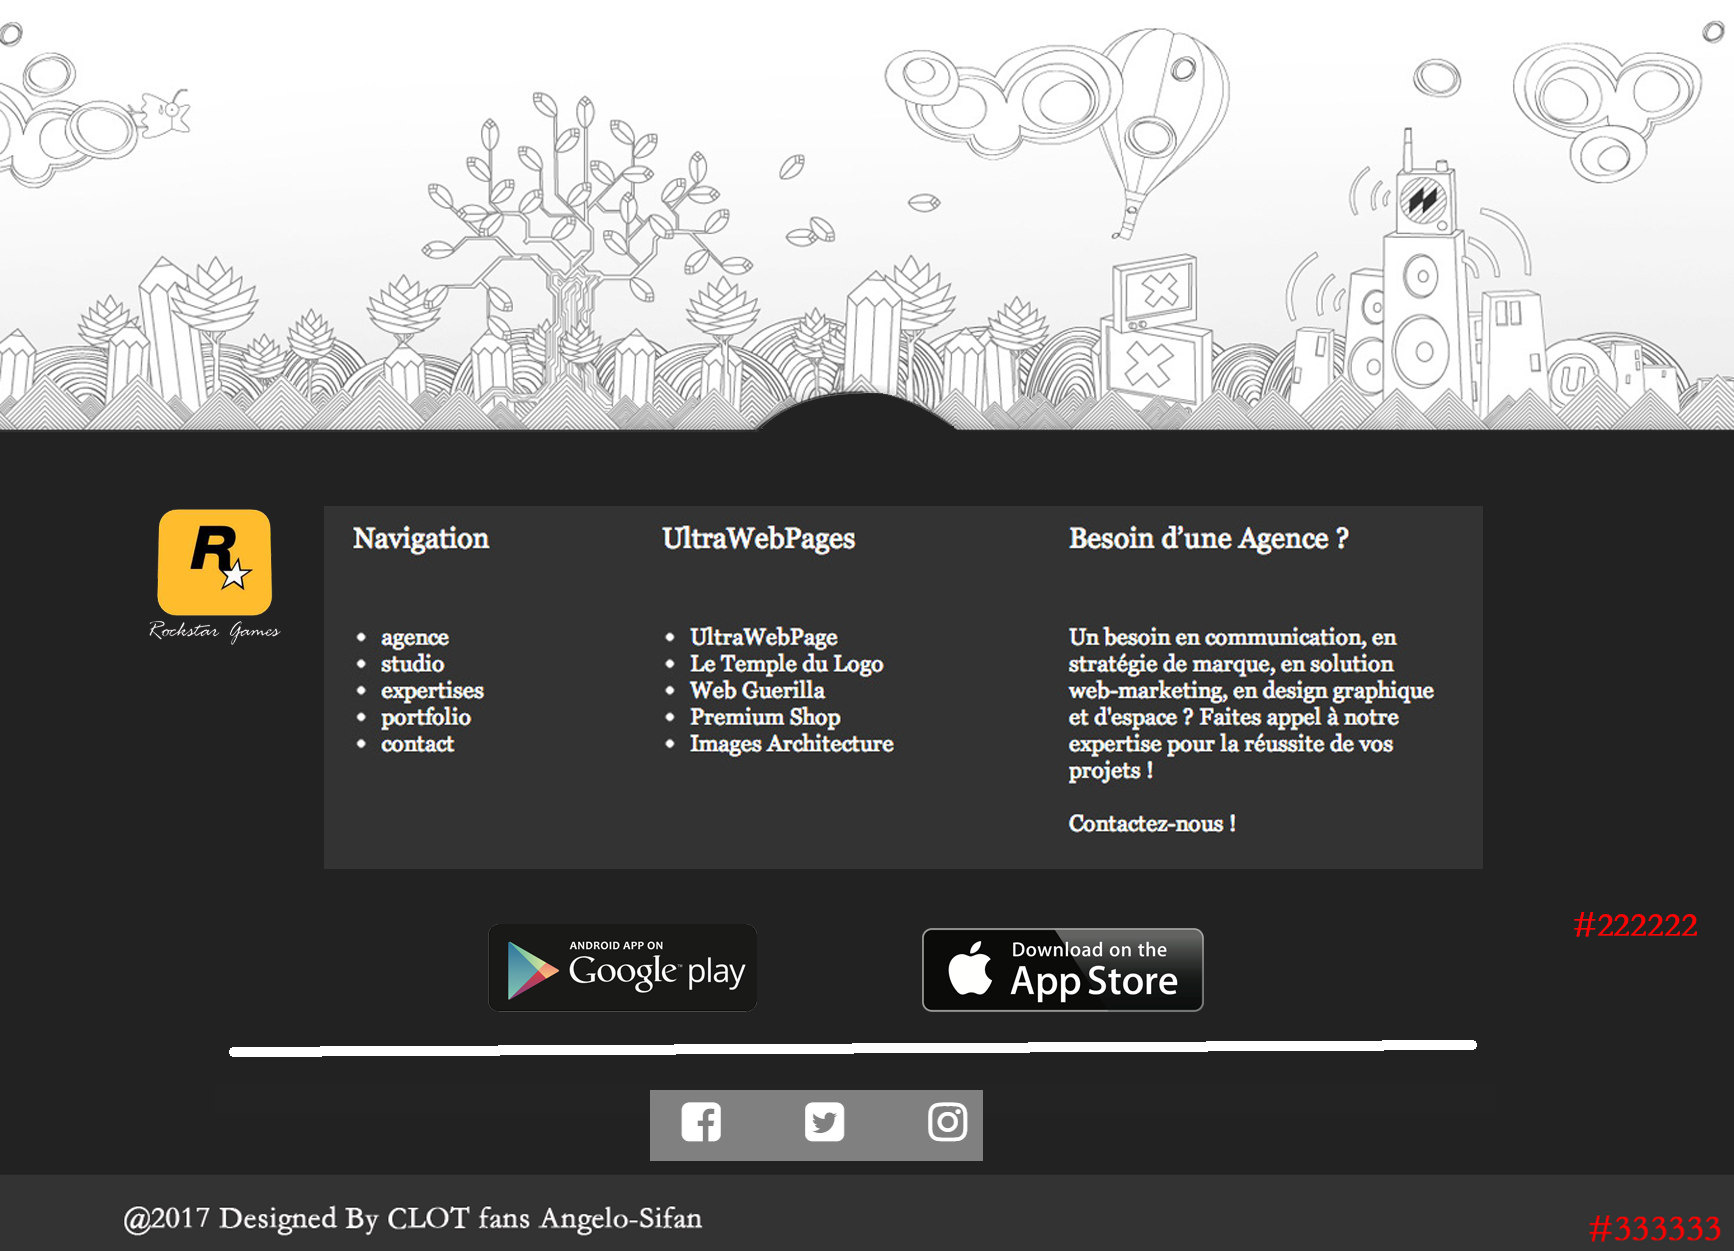 U
R
Rockstar Games
Navigation
agence
studio
expertises
portfolio
contact
UltraWebPages
UltraWebPage
Le Temple du Logo
Web Guerilla
Premium Shop
Images Architecture
Besoin d’une Agence ?
Un besoin en communication, en
stratégie de marque, en solution
web-marketing, en design graphique
et d'espace ? Faites appel à notre
expertise pour la réussite de vos
projets !
Contactez-nous !
#222222
ANDROID APP ON
Google™ play
Download on the
App Store
@2017 Designed By CLOT fans Angelo-Sifan
#333333